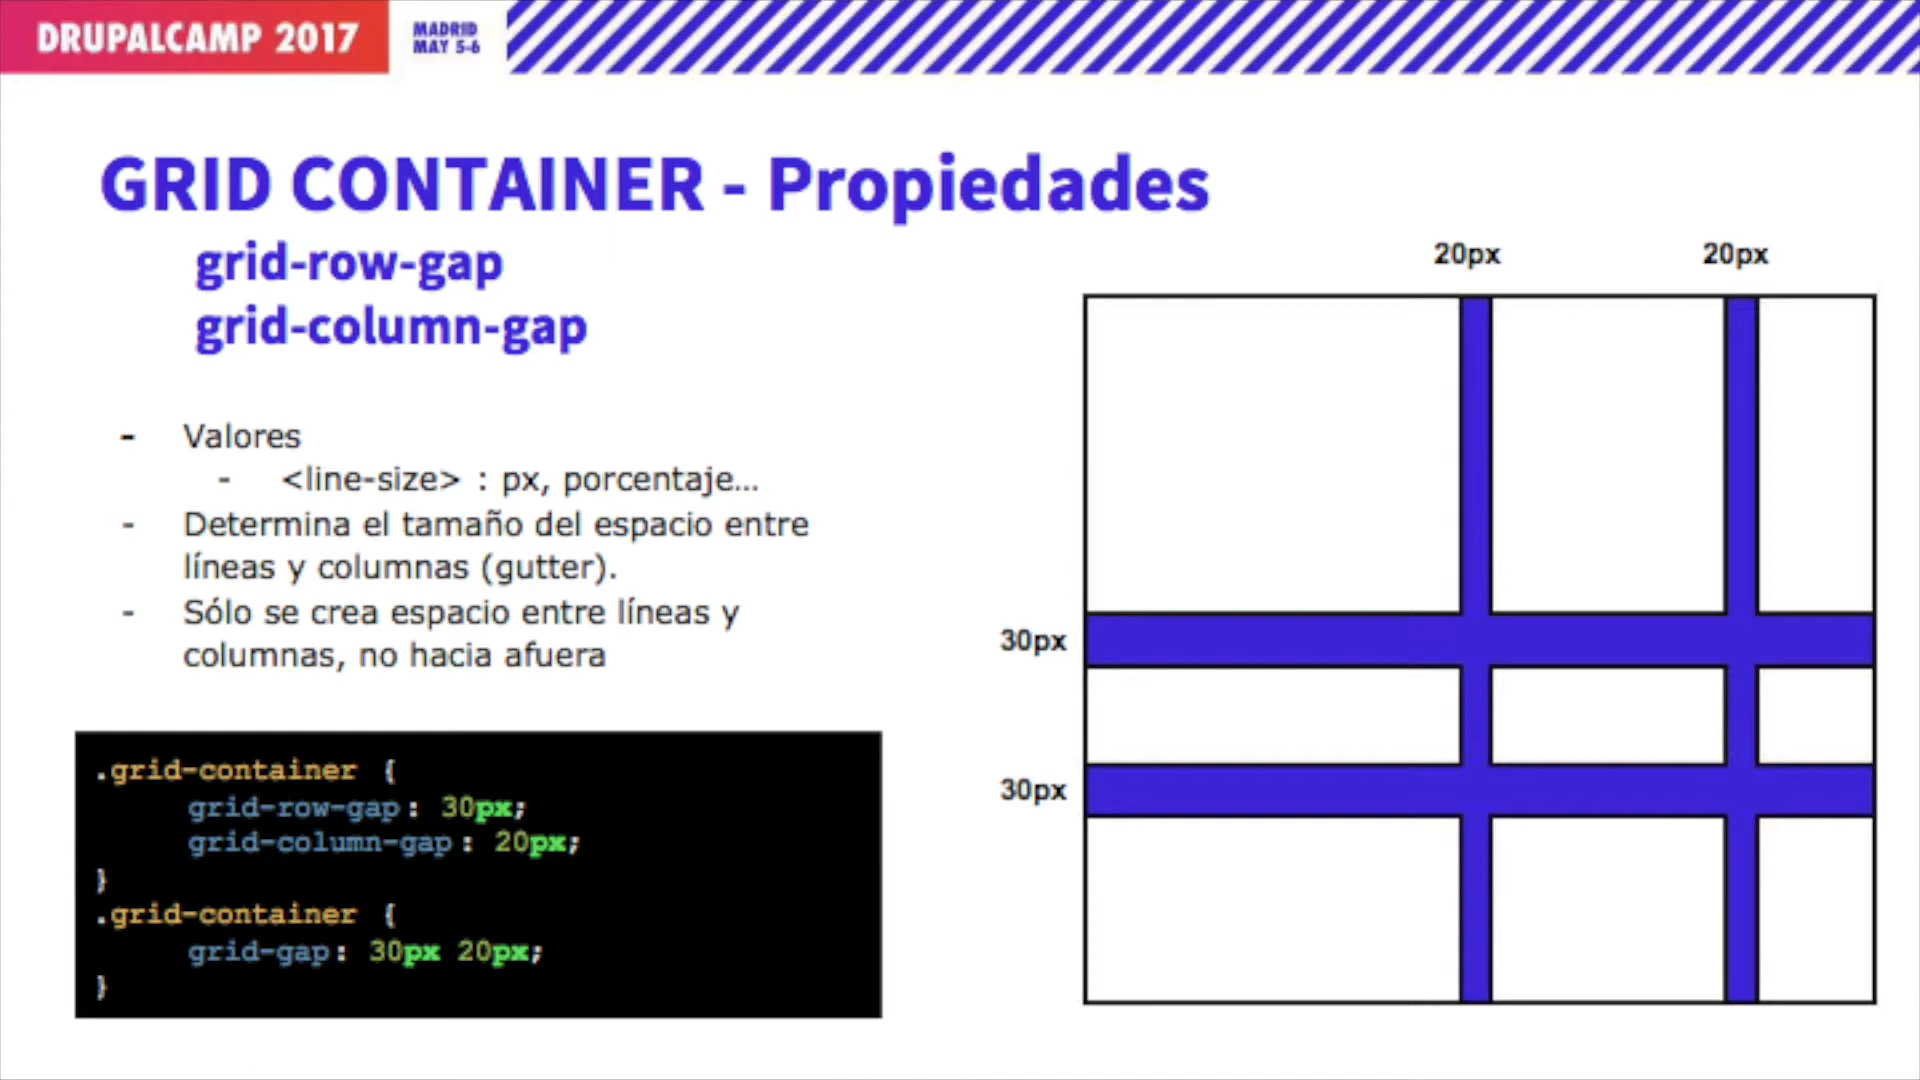 DRUPALCAMP 2017
MADRID
MAY 5-6
GRID CONTAINER - Propiedades
grid-row-gap
grid-column-gap
- Valores
- <line-size> : px, porcentaje...
- Determina el tamaño del espacio entre
líneas y columnas (gutter).
- Sólo se crea espacio entre líneas y
columnas, no hacia afuera
.grid-container {
grid-row-gap: 30px;
grid-column-gap: 20px;
}
.grid-container {
grid-gap: 30px 20px;
}
20px 20px
30px
30px